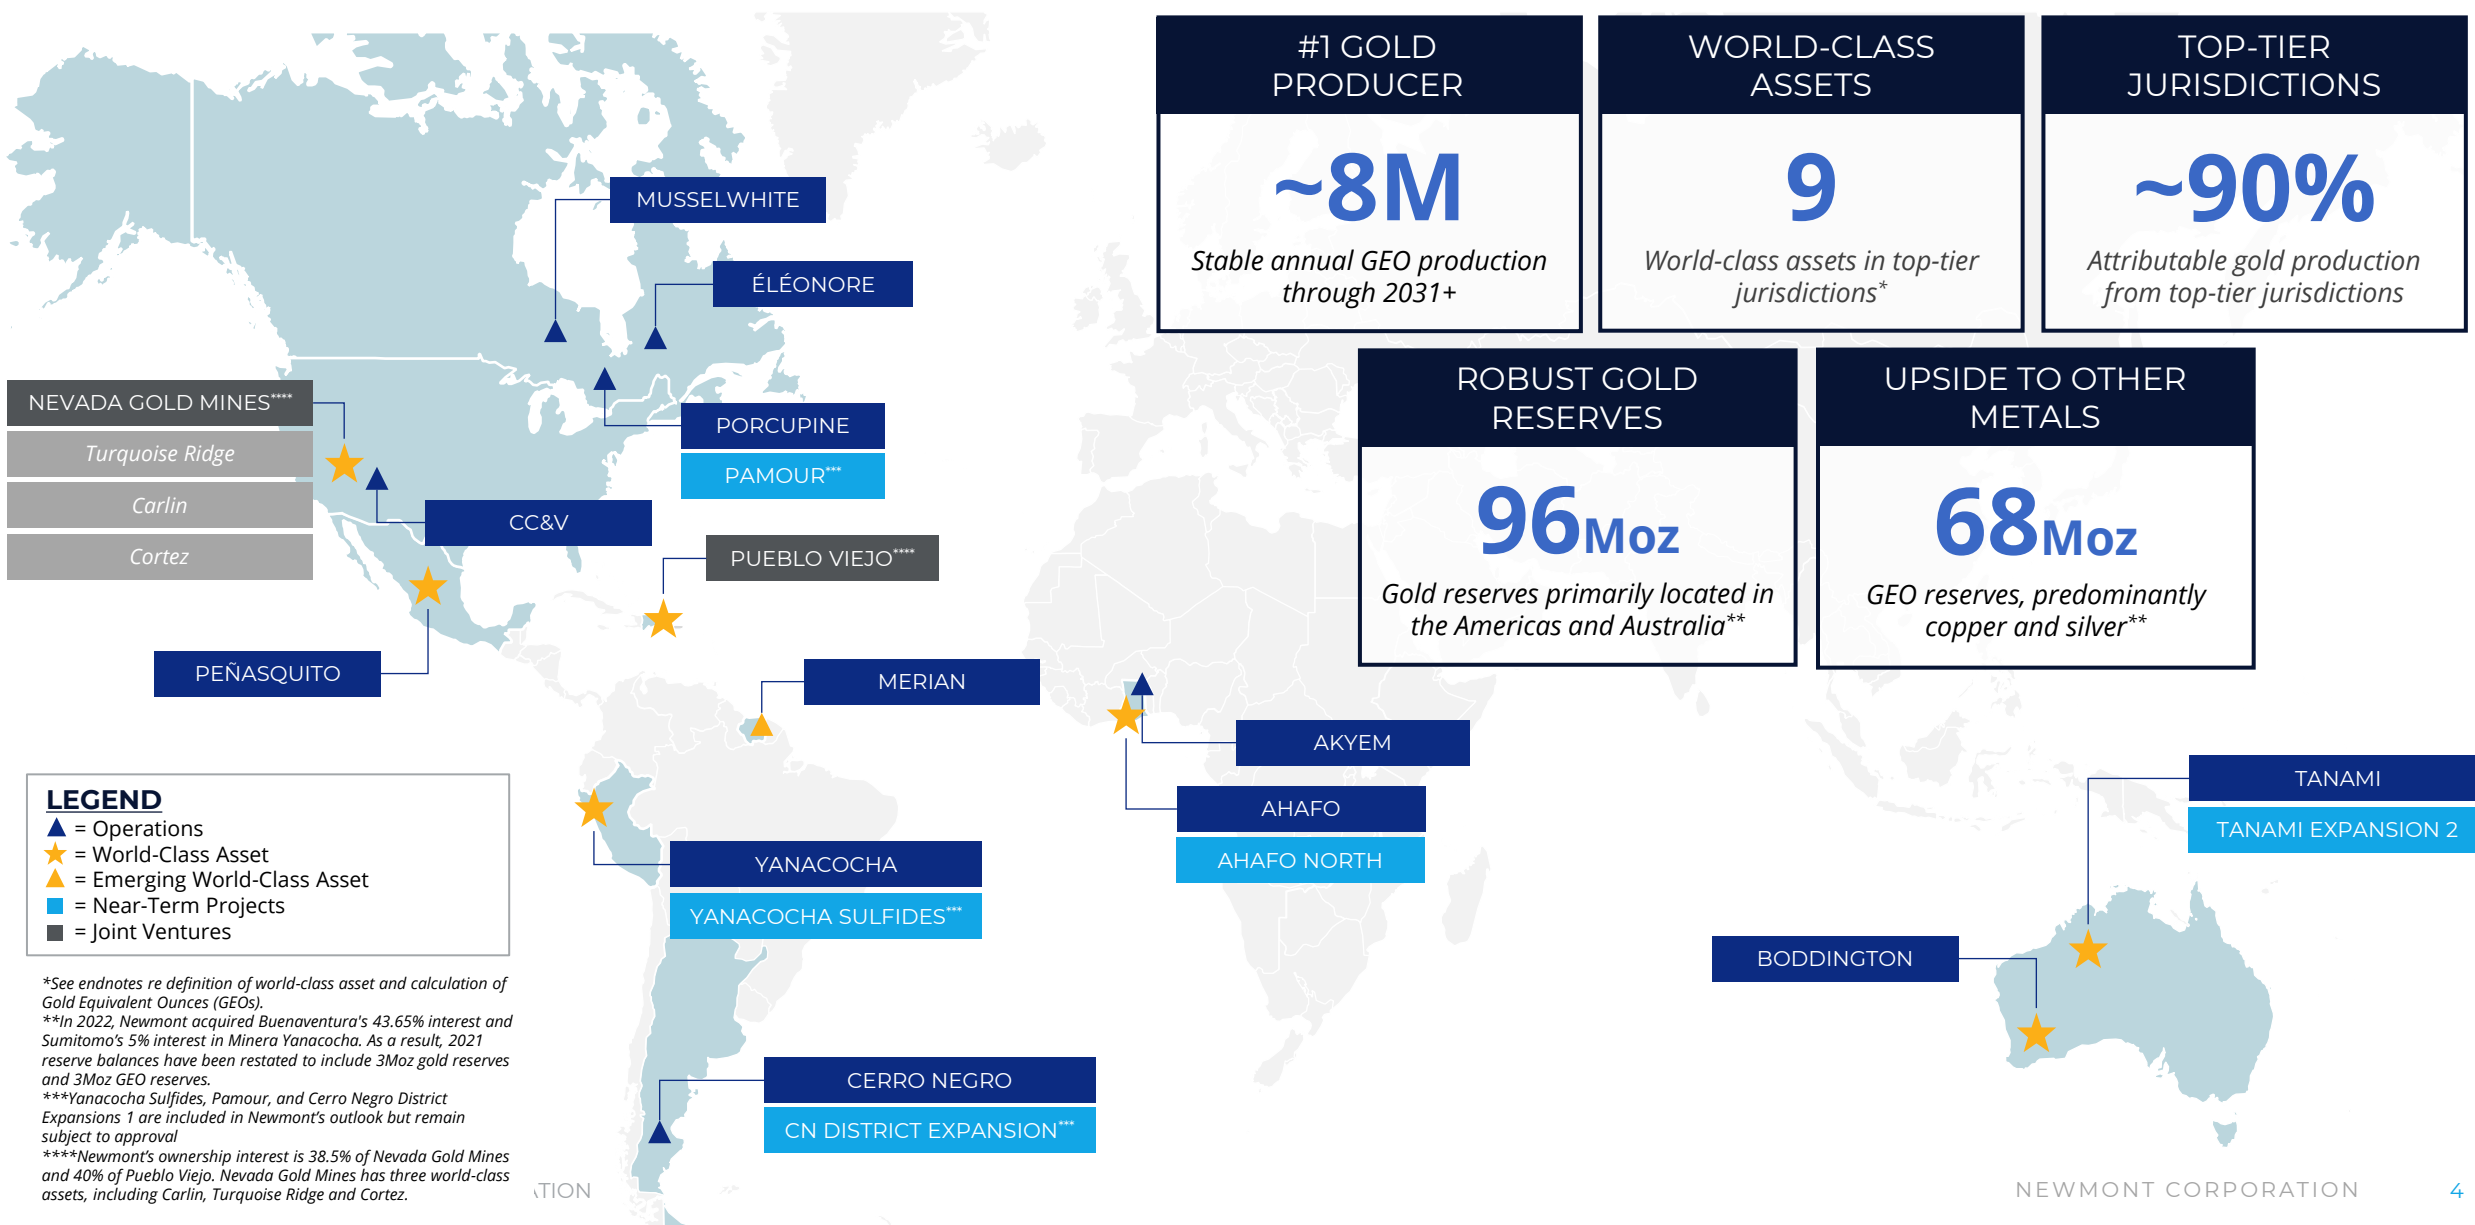 #1 GOLD
PRODUCER
~8M
Stable annual GEO production
through 2031+
WORLD-CLASS
ASSETS
9
World-class assets in top-tier
jurisdictions*
TOP-TIER
JURISDICTIONS
~90%
Attributable gold production
from top-tier jurisdictions
ROBUST GOLD
RESERVES
96Moz
Gold reserves primarily located in
the Americas and Australia**
UPSIDE TO OTHER
METALS
68Moz
GEO reserves, predominantly
copper and silver**
MUSSELWHITE
ÉLÉONORE
NEVADA GOLD MINES****
Turquoise Ridge
Carlin
Cortez
PORCUPINE
PAMOUR***
CC&V
PUEBLO VIEJO****
PEÑASQUITO
MERIAN
AKYEM
AHAFO
AHAFO NORTH
TANAMI
TANAMI EXPANSION 2
YANACOCHA
YANACOCHA SULFIDES***
BODDINGTON
CERRO NEGRO
CN DISTRICT EXPANSION***
LEGEND
= Operations
= World-Class Asset
= Emerging World-Class Asset
= Near-Term Projects
= Joint Ventures
*See endnotes re definition of world-class asset and calculation of
Gold Equivalent Ounces (GEOs).
**In 2022, Newmont acquired Buenaventura's 43.65% interest and
Sumitomo's 5% interest in Minera Yanacocha. As a result, 2021
reserve balances have been restated to include 3Moz gold reserves
and 3Moz GEO reserves.
***Yanacocha Sulfides, Pamour, and Cerro Negro District
Expansions 1 are included in Newmont's outlook but remain
subject to approval
****Newmont's ownership interest is 38.5% of Nevada Gold Mines
and 40% of Pueblo Viejo. Nevada Gold Mines has three world-class
assets, including Carlin, Turquoise Ridge and Cortez.
NEWMONT CORPORATION
4